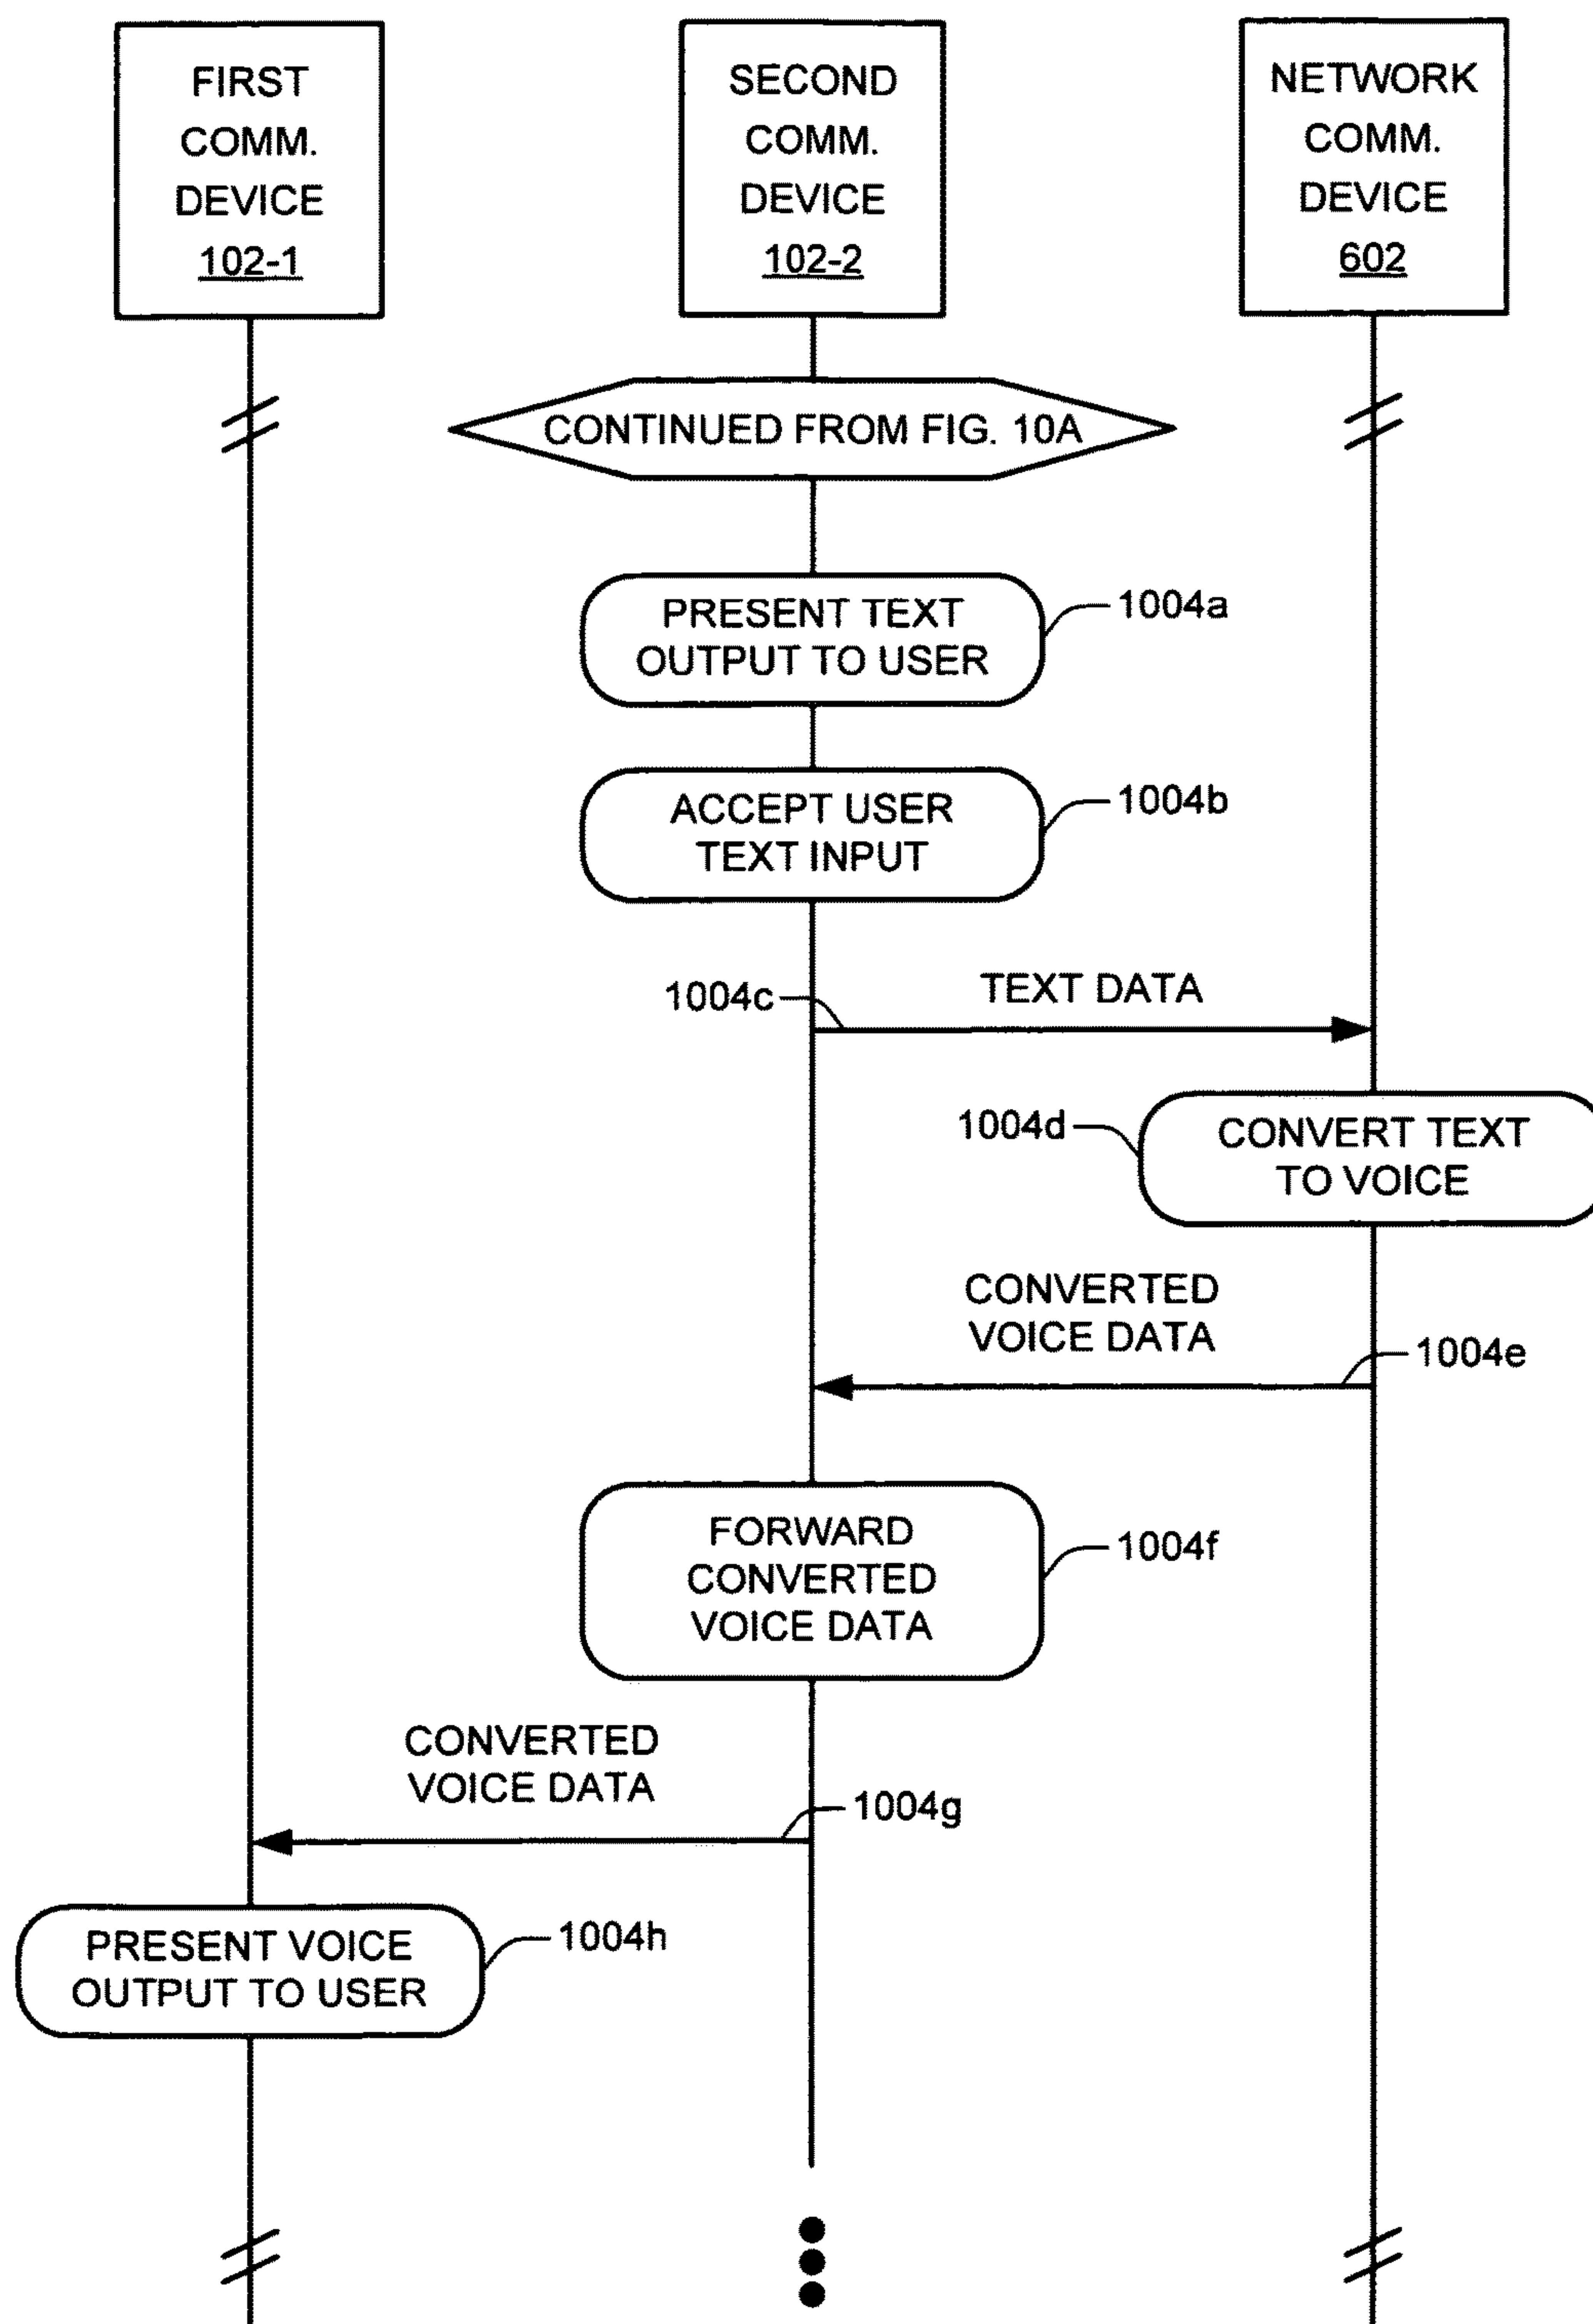 FIRST
COMM.
DEVICE
102-1
SECOND
COMM.
DEVICE
102-2
NETWORK
COMM.
DEVICE
602
CONTINUED FROM FIG. 10A
PRESENT TEXT
OUTPUT TO USER
1004a
ACCEPT USER
TEXT INPUT
1004b
1004c
TEXT DATA
1004d
CONVERT TEXT
TO VOICE
CONVERTED
VOICE DATA
1004e
FORWARD
CONVERTED
VOICE DATA
1004f
CONVERTED
VOICE DATA
1004g
PRESENT VOICE
OUTPUT TO USER
1004h